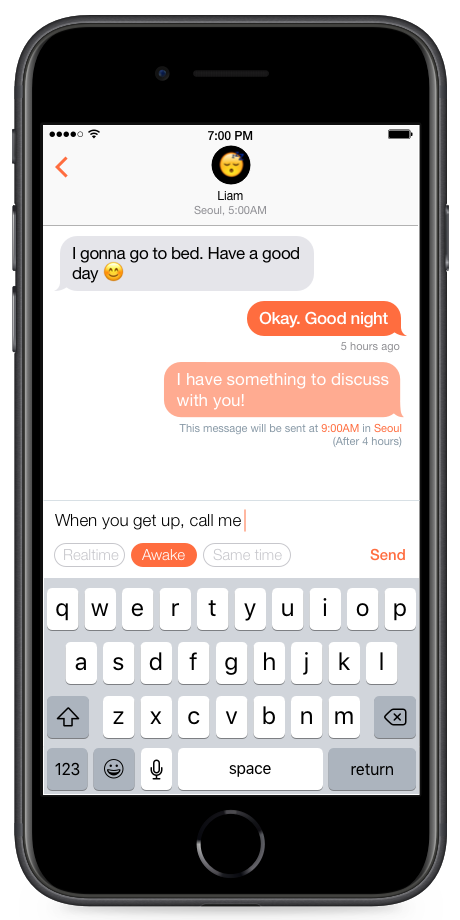 7:00 PM
Liam
Seoul, 5:00AM
I gonna go to bed. Have a good
day 😊
Okay. Good night
5 hours ago
I have something to discuss
with you!
This message will be sent at 9:00AM in Seoul
(After 4 hours)
When you get up, call me
Realtime Awake Same time Send
q w e r t y u i o p
a s d f g h j k l
z x c v b n m
123 space return